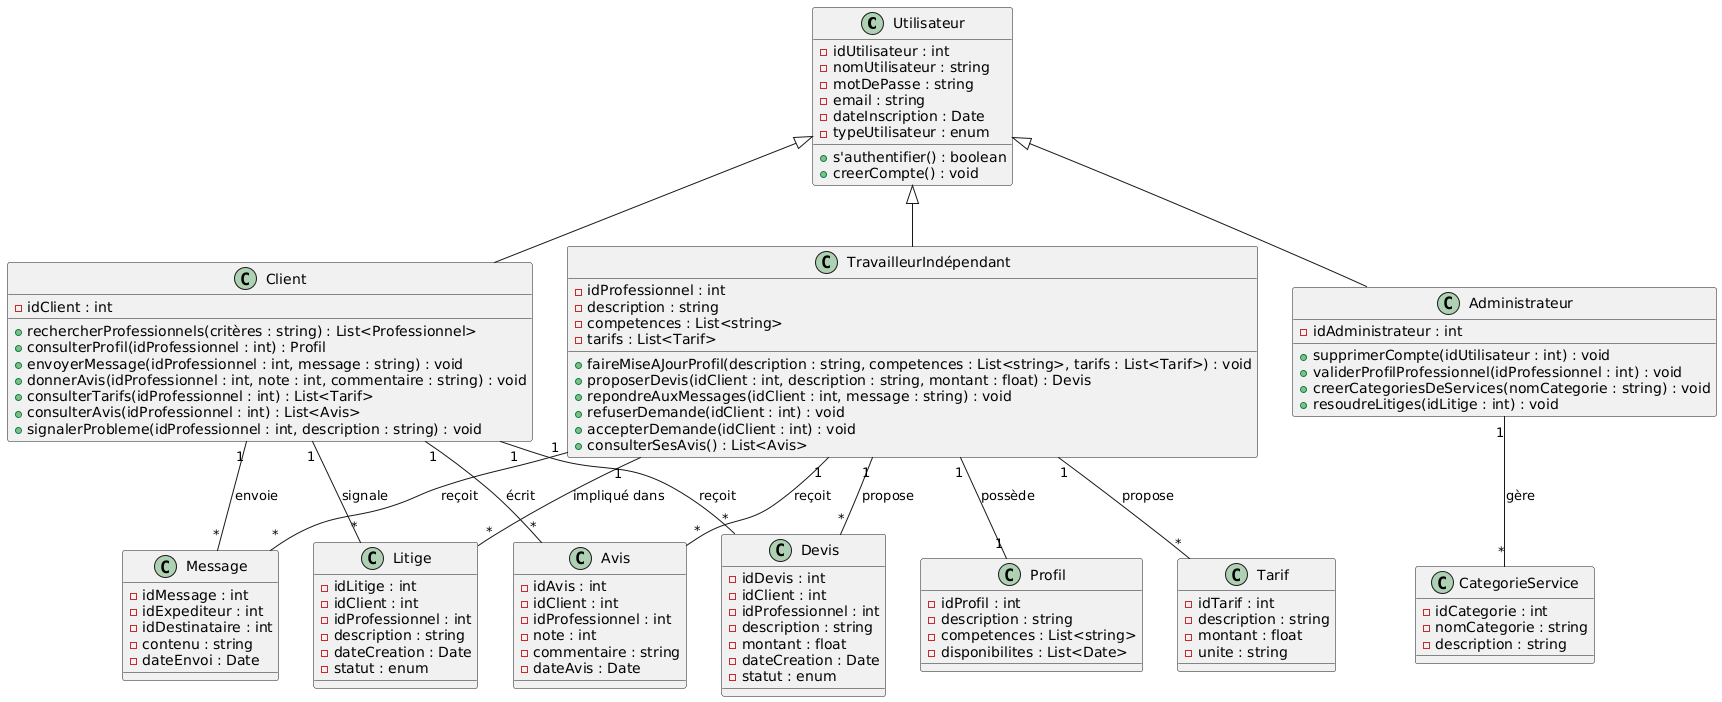 C Utilisateur
idUtilisateur : int
nomUtilisateur : string
motDePasse : string
email : string
dateInscription : Date
typeUtilisateur : enum
s'authentifier() : boolean
creerCompte() : void
C Client
idClient : int
rechercherProfessionnels(critères : string) : List<Professionnel>
consulterProfil(idProfessionnel : int) : Profil
envoyerMessage(idProfessionnel : int, message : string) : void
donnerAvis(idProfessionnel : int, note : int, commentaire : string) : void
consulterTarifs(idProfessionnel : int) : List<Tarif>
consulterAvis(idProfessionnel : int) : List<Avis>
signalerProbleme(idProfessionnel : int, description : string) : void
C TravailleurIndépendant
idProfessionnel : int
description : string
competences : List<string>
tarifs : List<Tarif>
faireMiseAJourProfil(description : string, competences : List<string>, tarifs : List<Tarif>) : void
proposerDevis(idClient : int, description : string, montant : float) : Devis
repondreAuxMessages(idClient : int, message : string) : void
refuserDemande(idClient : int) : void
accepterDemande(idClient : int) : void
consulterSesAvis() : List<Avis>
C Administrateur
idAdministrateur : int
supprimerCompte(idUtilisateur : int) : void
validerProfilProfessionnel(idProfessionnel : int) : void
creerCategoriesDeServices(nomCategorie : string) : void
resoudreLitiges(idLitige : int) : void
1 1 1 1 1 1 1 1 1 1 1
envoie signale reçoit écrit impliqué dans reçoit reçoit propose possède propose gère
* * * * * * * * 1 * *
C Message
idMessage : int
idExpediteur : int
idDestinataire : int
contenu : string
dateEnvoi : Date
C Litige
idLitige : int
idClient : int
idProfessionnel : int
description : string
dateCreation : Date
statut : enum
C Avis
idAvis : int
idClient : int
idProfessionnel : int
note : int
commentaire : string
dateAvis : Date
C Devis
idDevis : int
idClient : int
idProfessionnel : int
description : string
montant : float
dateCreation : Date
statut : enum
C Profil
idProfil : int
description : string
competences : List<string>
disponibilites : List<Date>
C Tarif
idTarif : int
description : string
montant : float
unite : string
C CategorieService
idCategorie : int
nomCategorie : string
description : string